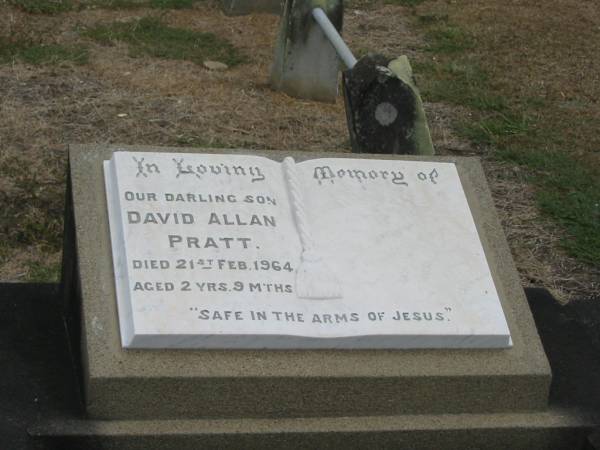 In Loving Memory of
OUR DARLING SON
DAVID ALLAN
PRATT.
DIED 21ST FEB. 1964
AGED 2 YRS. 9 MTHS
"SAFE IN THE ARMS OF JESUS."